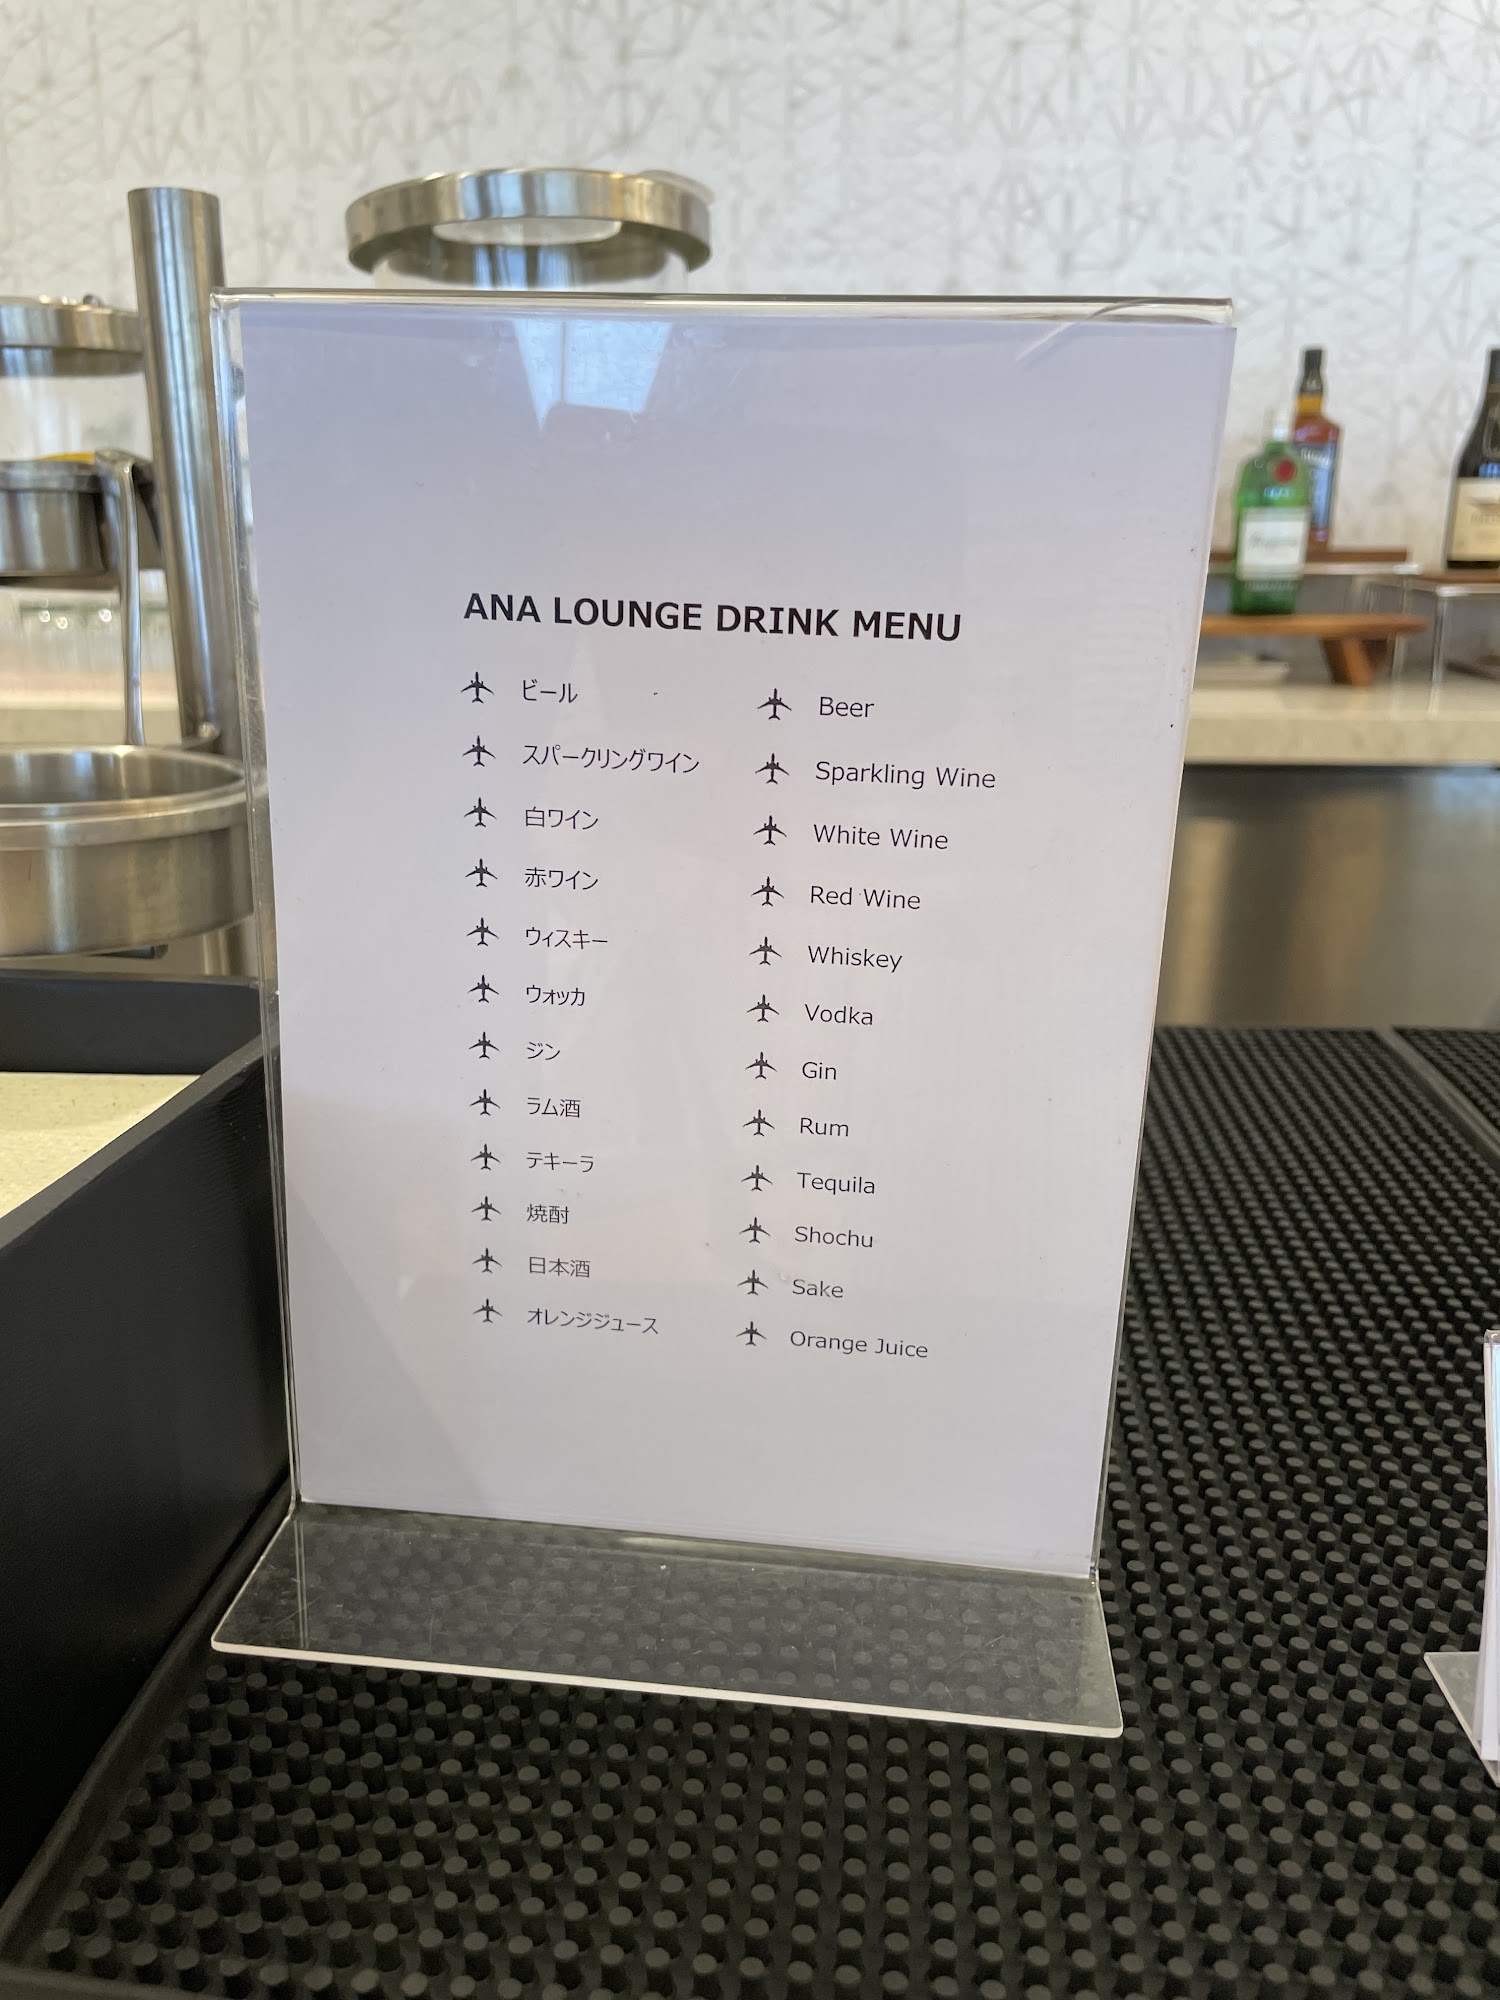 ANA LOUNGE DRINK MENU
ビール
スパークリングワイン
白ワイン
赤ワイン
ウィスキー
ウォッカ
ジン
ラム酒
テキーラ
焼酎
日本酒
オレンジジュース
Beer
Sparkling Wine
White Wine
Red Wine
Whiskey
Vodka
Gin
Rum
Tequila
Shochu
Sake
Orange Juice